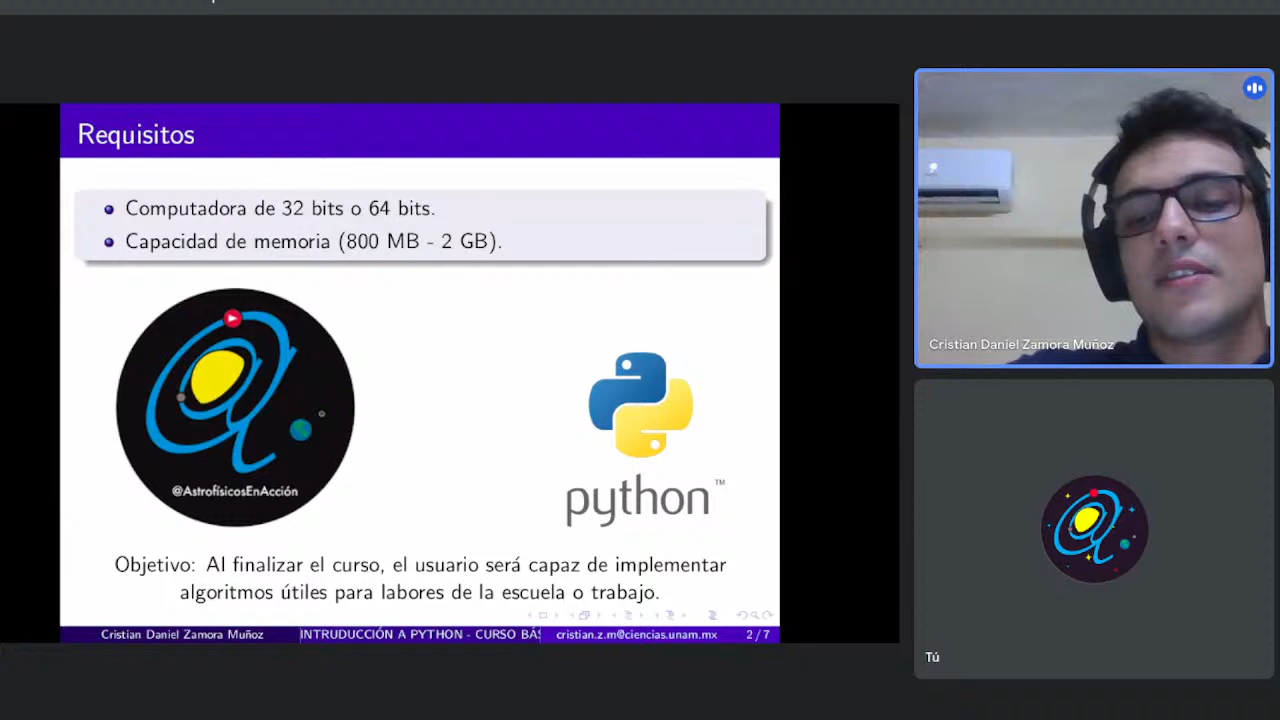 Requisitos
Computadora de 32 bits o 64 bits.
Capacidad de memoria (800 MB - 2 GB).
@AstrofísicosEnAcción
python™
Objetivo: Al finalizar el curso, el usuario será capaz de implementar
algoritmos útiles para labores de la escuela o trabajo.
Cristian Daniel Zamora Muñoz
INTRODUCCIÓN A PYTHON - CURSO BÁS
cristian.z.m@ciencias.unam.mx
2 / 7
Cristian Daniel Zamora Muñoz
Tú